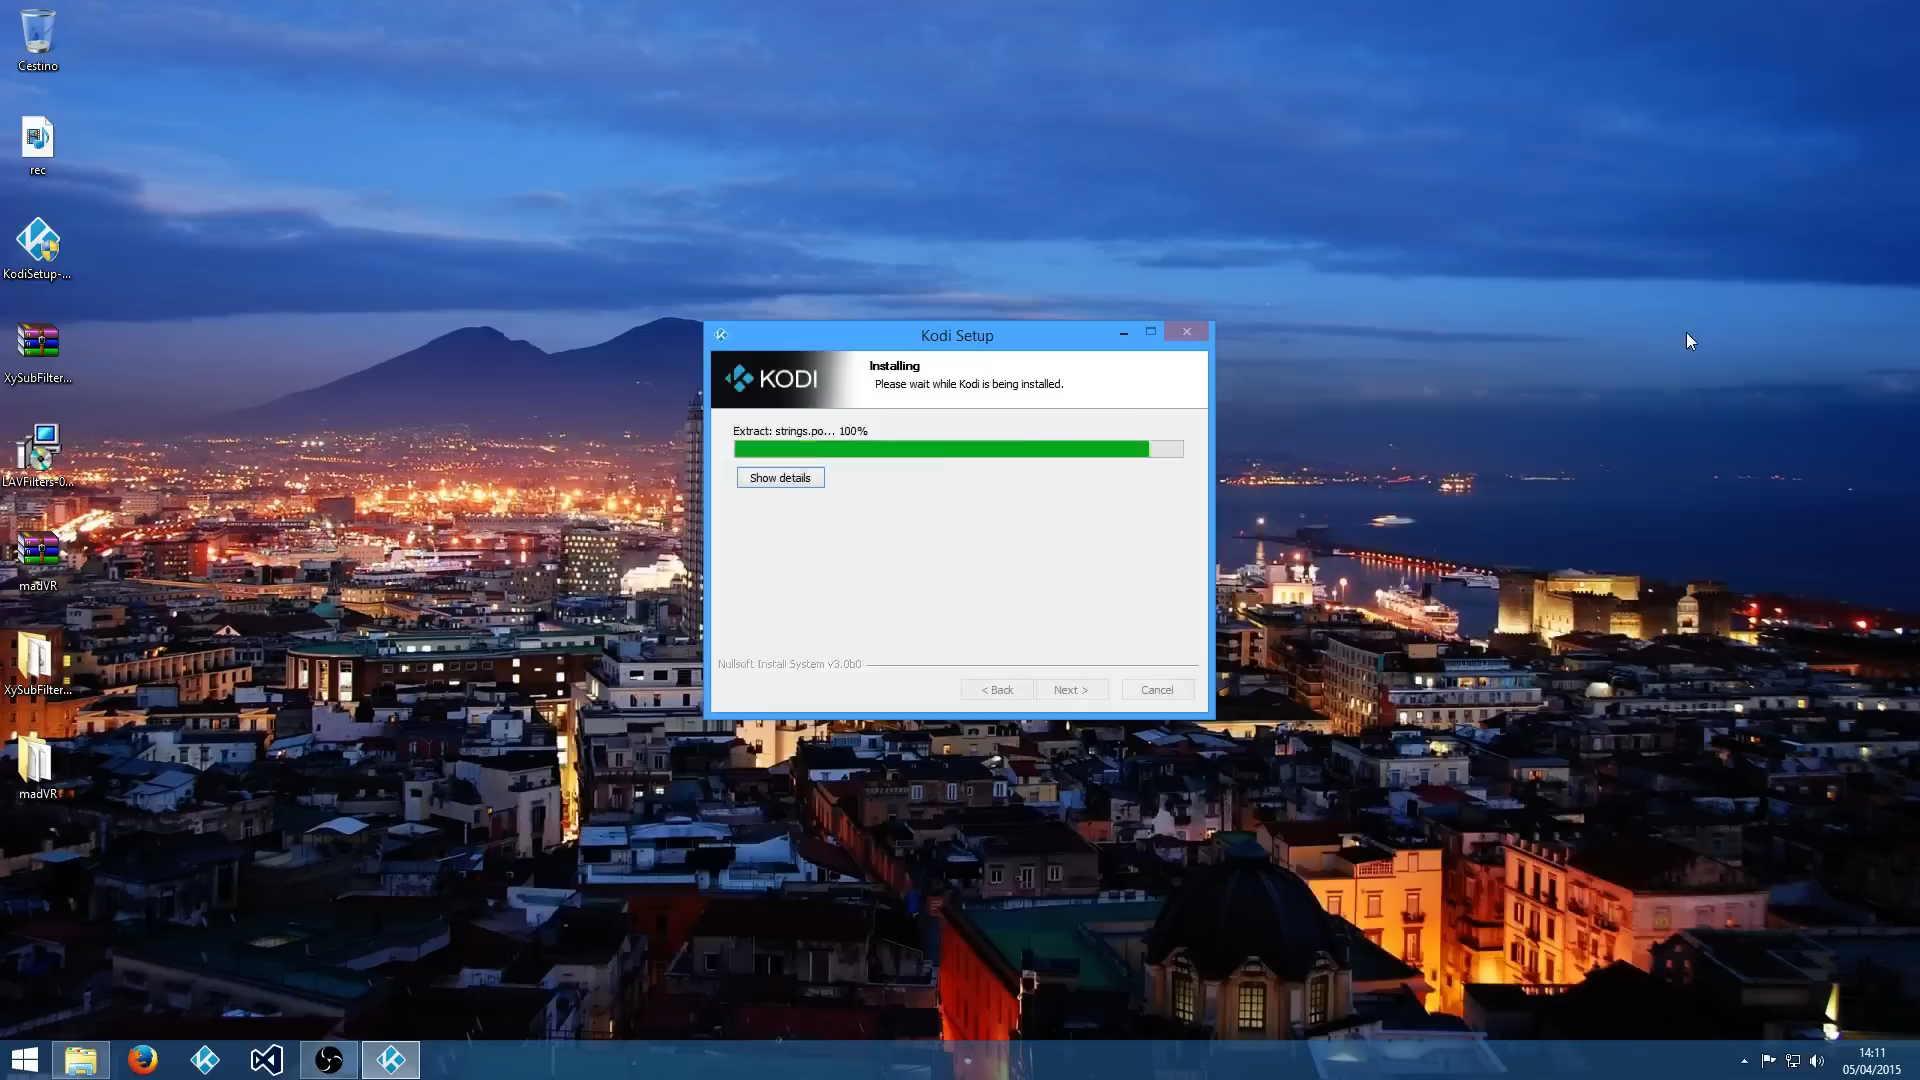 Cestino
rec
KodiSetup-...
XySubFilter...
LAVFilters-0...
madVR
XySubFilter...
madVR
Kodi Setup
KODI
Installing
Please wait while Kodi is being installed.
Extract: strings.po... 100%
Show details
Nullsoft Install System v3.0b0
< Back
Next >
Cancel
14:11
05/04/2015